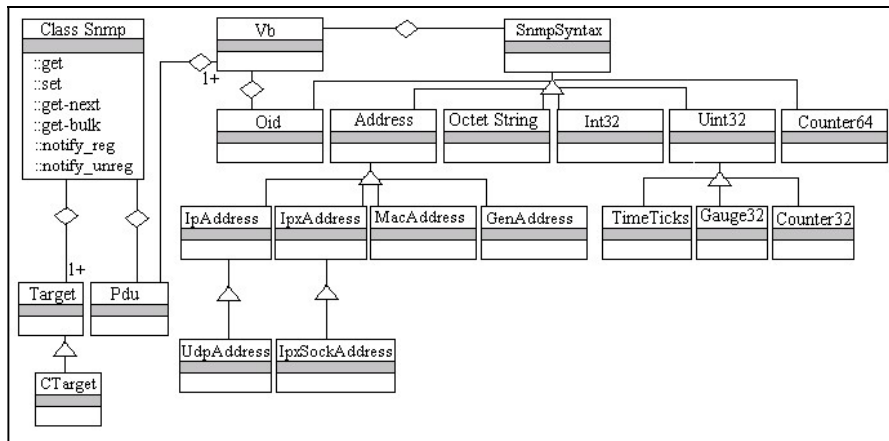 Class Snmp
::get
::set
::get-next
::get-bulk
::notify_reg
::notify_unreg
Vb
SnmpSyntax
1+
Oid
Address
Octet String
Int32
Uint32
Counter64
IpAddress
IpxAddress
MacAddress
GenAddress
TimeTicks
Gauge32
Counter32
1+
Target
Pdu
UdpAddress
IpxSockAddress
CTarget